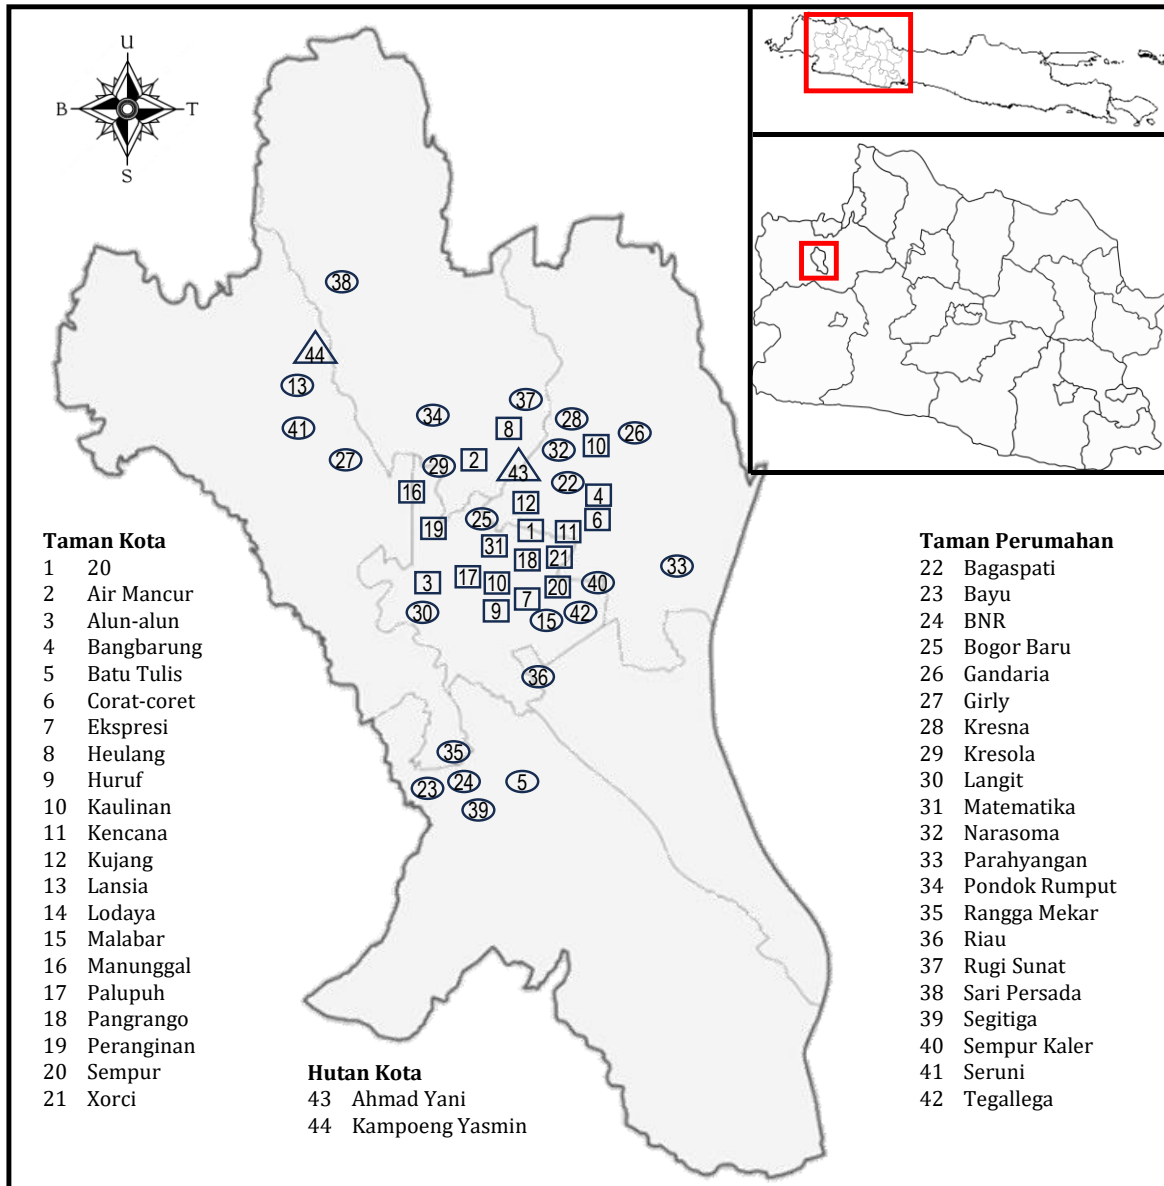 U
B
T
S
38
44
13
37
34
28
41
8
26
32
10
27
2
29
43
22
16
4
12
6
25
19
1
11
31
21
18
33
17
3
10
40
20
7
9
30
42
15
36
35
24
5
23
39
Taman Kota
1 20
2 Air Mancur
3 Alun-alun
4 Bangbarung
5 Batu Tulis
6 Corat-coret
7 Ekspresi
8 Heulang
9 Huruf
10 Kaulinan
11 Kencana
12 Kujang
13 Lansia
14 Lodaya
15 Malabar
16 Manunggal
17 Palupuh
18 Pangrango
19 Peranginan
20 Sempur
21 Xorci
Hutan Kota
43 Ahmad Yani
44 Kampoeng Yasmin
Taman Perumahan
22 Bagaspati
23 Bayu
24 BNR
25 Bogor Baru
26 Gandaria
27 Girly
28 Kresna
29 Kresola
30 Langit
31 Matematika
32 Narasoma
33 Parahyangan
34 Pondok Rumput
35 Rangga Mekar
36 Riau
37 Rugi Sunat
38 Sari Persada
39 Segitiga
40 Sempur Kaler
41 Seruni
42 Tegallega